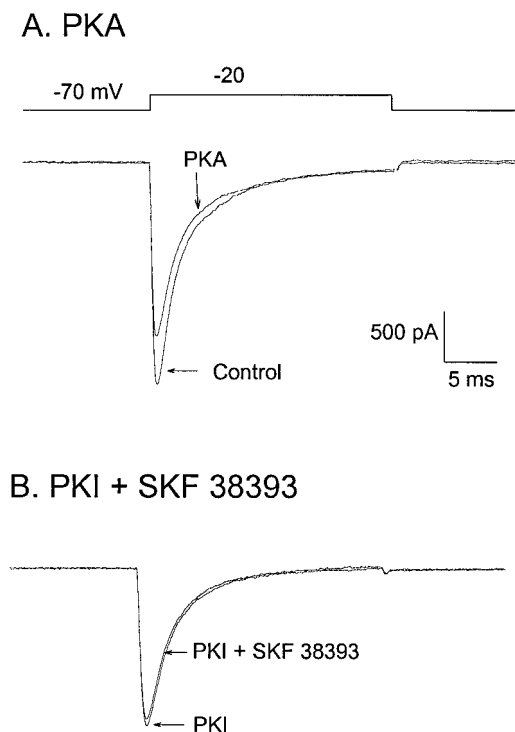 A. PKA
-70 mV
-20
PKA
500 pA
5 ms
Control
B. PKI + SKF 38393
PKI + SKF 38393
PKI